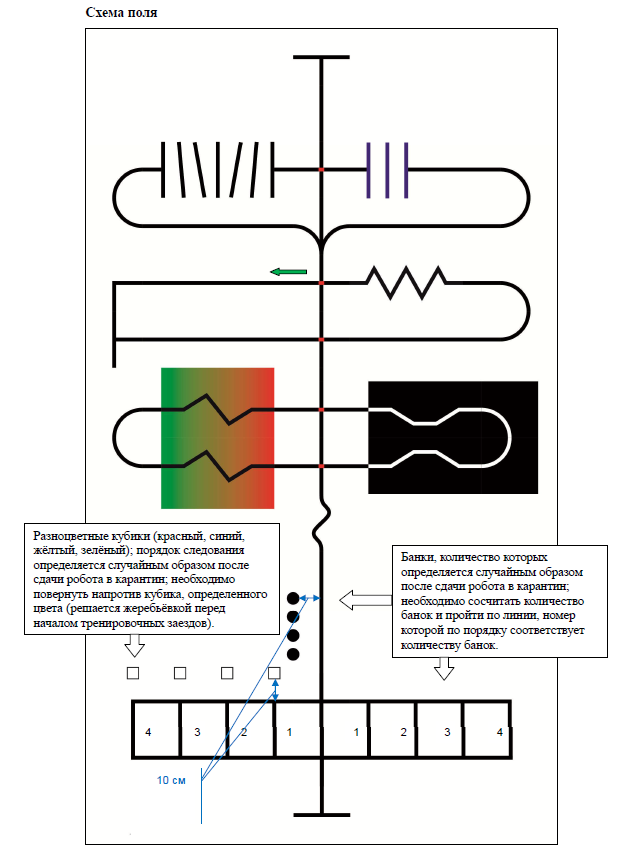 Схема поля
Разноцветные кубики (красный, синий,
жёлтый, зелёный); порядок следования
определяется случайным образом после
сдачи робота в карантин; необходимо
повернуть напротив кубика, определенного
цвета (решается жеребьёвкой перед
началом тренировочных заездов).
Банки, количество которых
определяется случайным образом
после сдачи робота в карантин;
необходимо сосчитать количество
банок и пройти по линии, номер
которой по порядку соответствует
количеству банок.
4 3 2 1 1 2 3 4
10 см